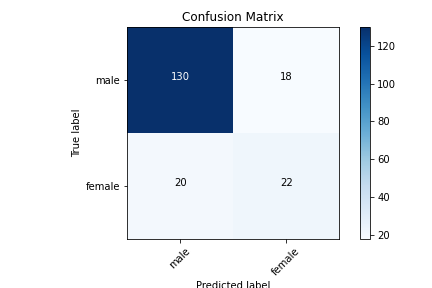 Confusion Matrix
male
130
18
True label
female
20
22
male
female
Predicted label
120
100
80
60
40
20